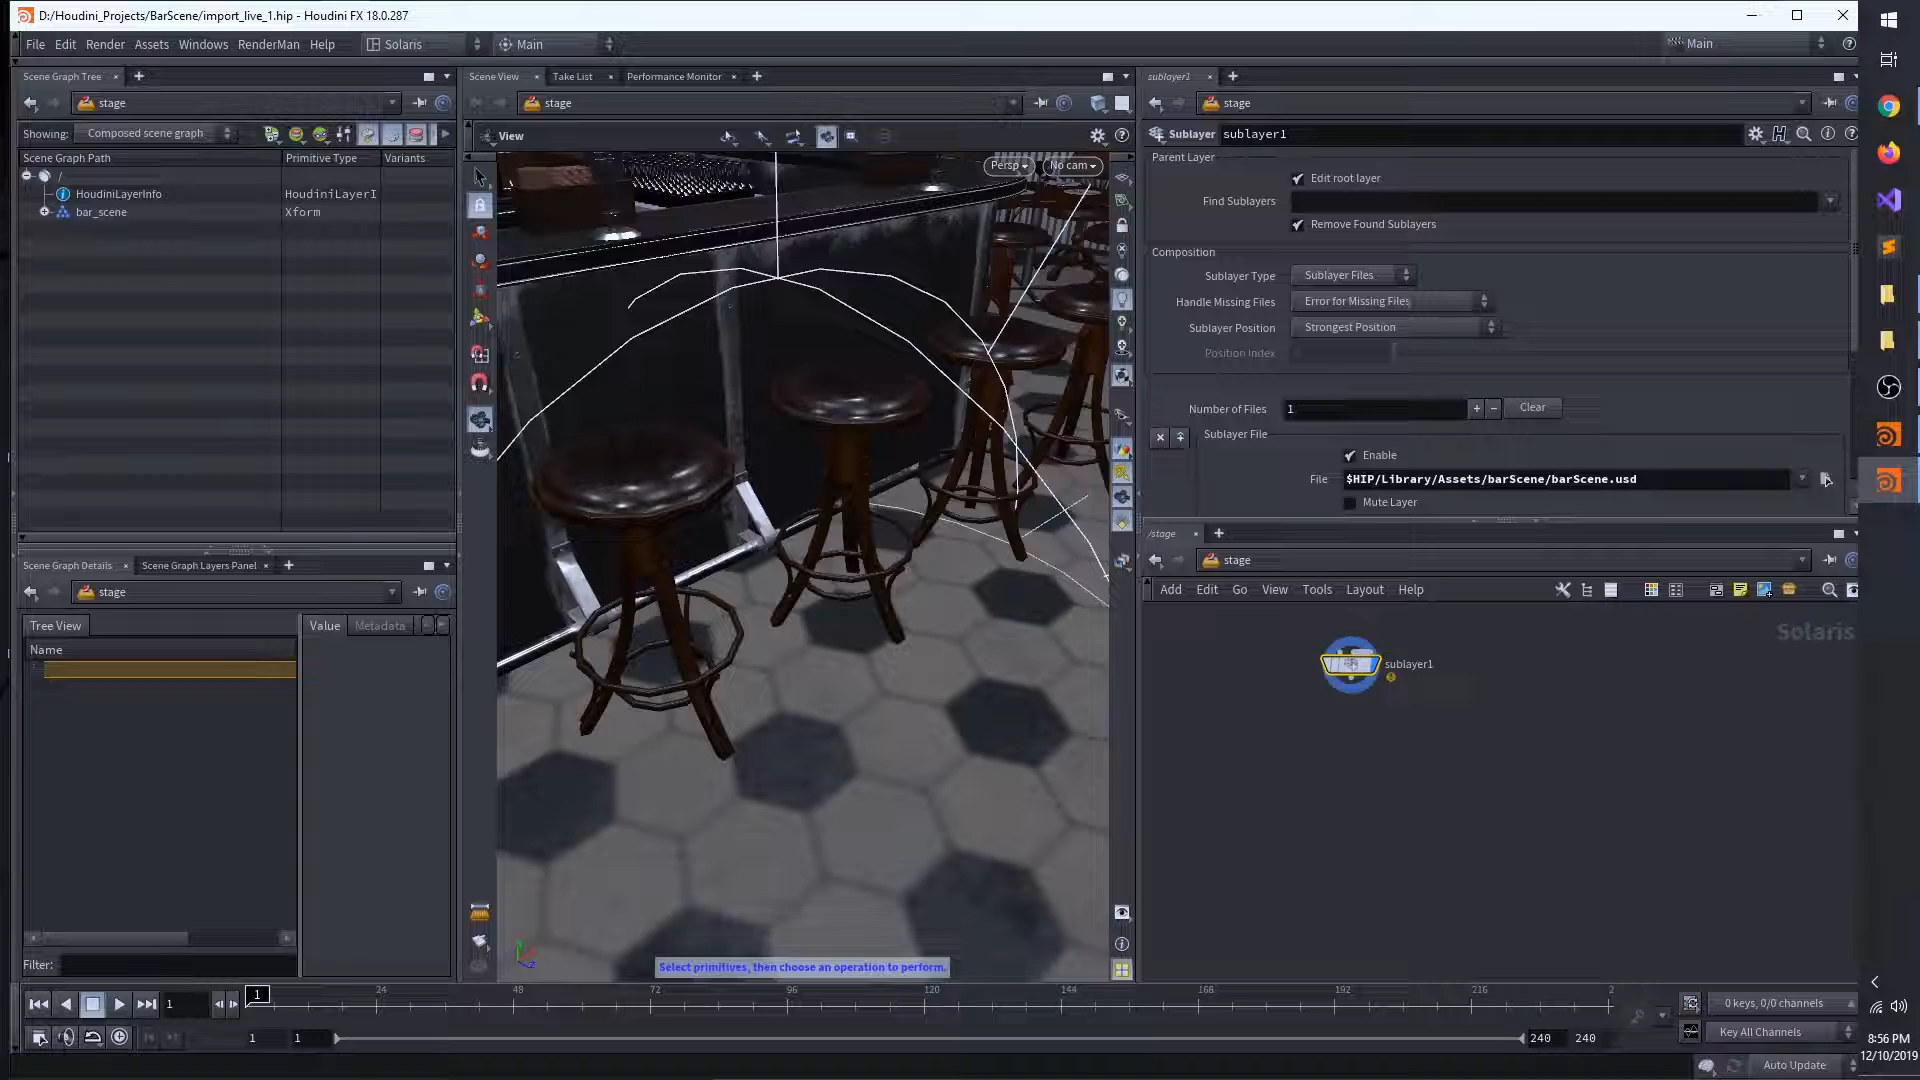 D:/Houdini_Projects/BarScene/import_live_1.hip - Houdini FX 18.0.287
File Edit Render Assets Windows RenderMan Help Solaris Main Main
Scene Graph Tree
stage
Showing: Composed scene graph
Scene Graph Path Primitive Type Variants
/
HoudiniLayerInfo HoudiniLayerI
bar_scene Xform
Scene Graph Details Scene Graph Layers Panel
stage
Tree View
Name
Value Metadata
Filter:
Scene View Take List Performance Monitor
stage
View
Persp No cam
Select primitives, then choose an operation to perform.
sublayer1
stage
Sublayer sublayer1
Parent Layer
Edit root layer
Find Sublayers
Remove Found Sublayers
Composition
Sublayer Type Sublayer Files
Handle Missing Files Error for Missing Files
Sublayer Position Strongest Position
Position Index
Number of Files 1 Clear
Sublayer File
Enable
File $HIP/Library/Assets/barScene/barScene.usd
Mute Layer
/stage
stage
Add Edit Go View Tools Layout Help
Solaris
sublayer1
1 1 24 48 72 96 120 144 168 192 216 2
0 keys, 0/0 channels
1 1 240 240
Key All Channels
Auto Update
8:56 PM
12/10/2019